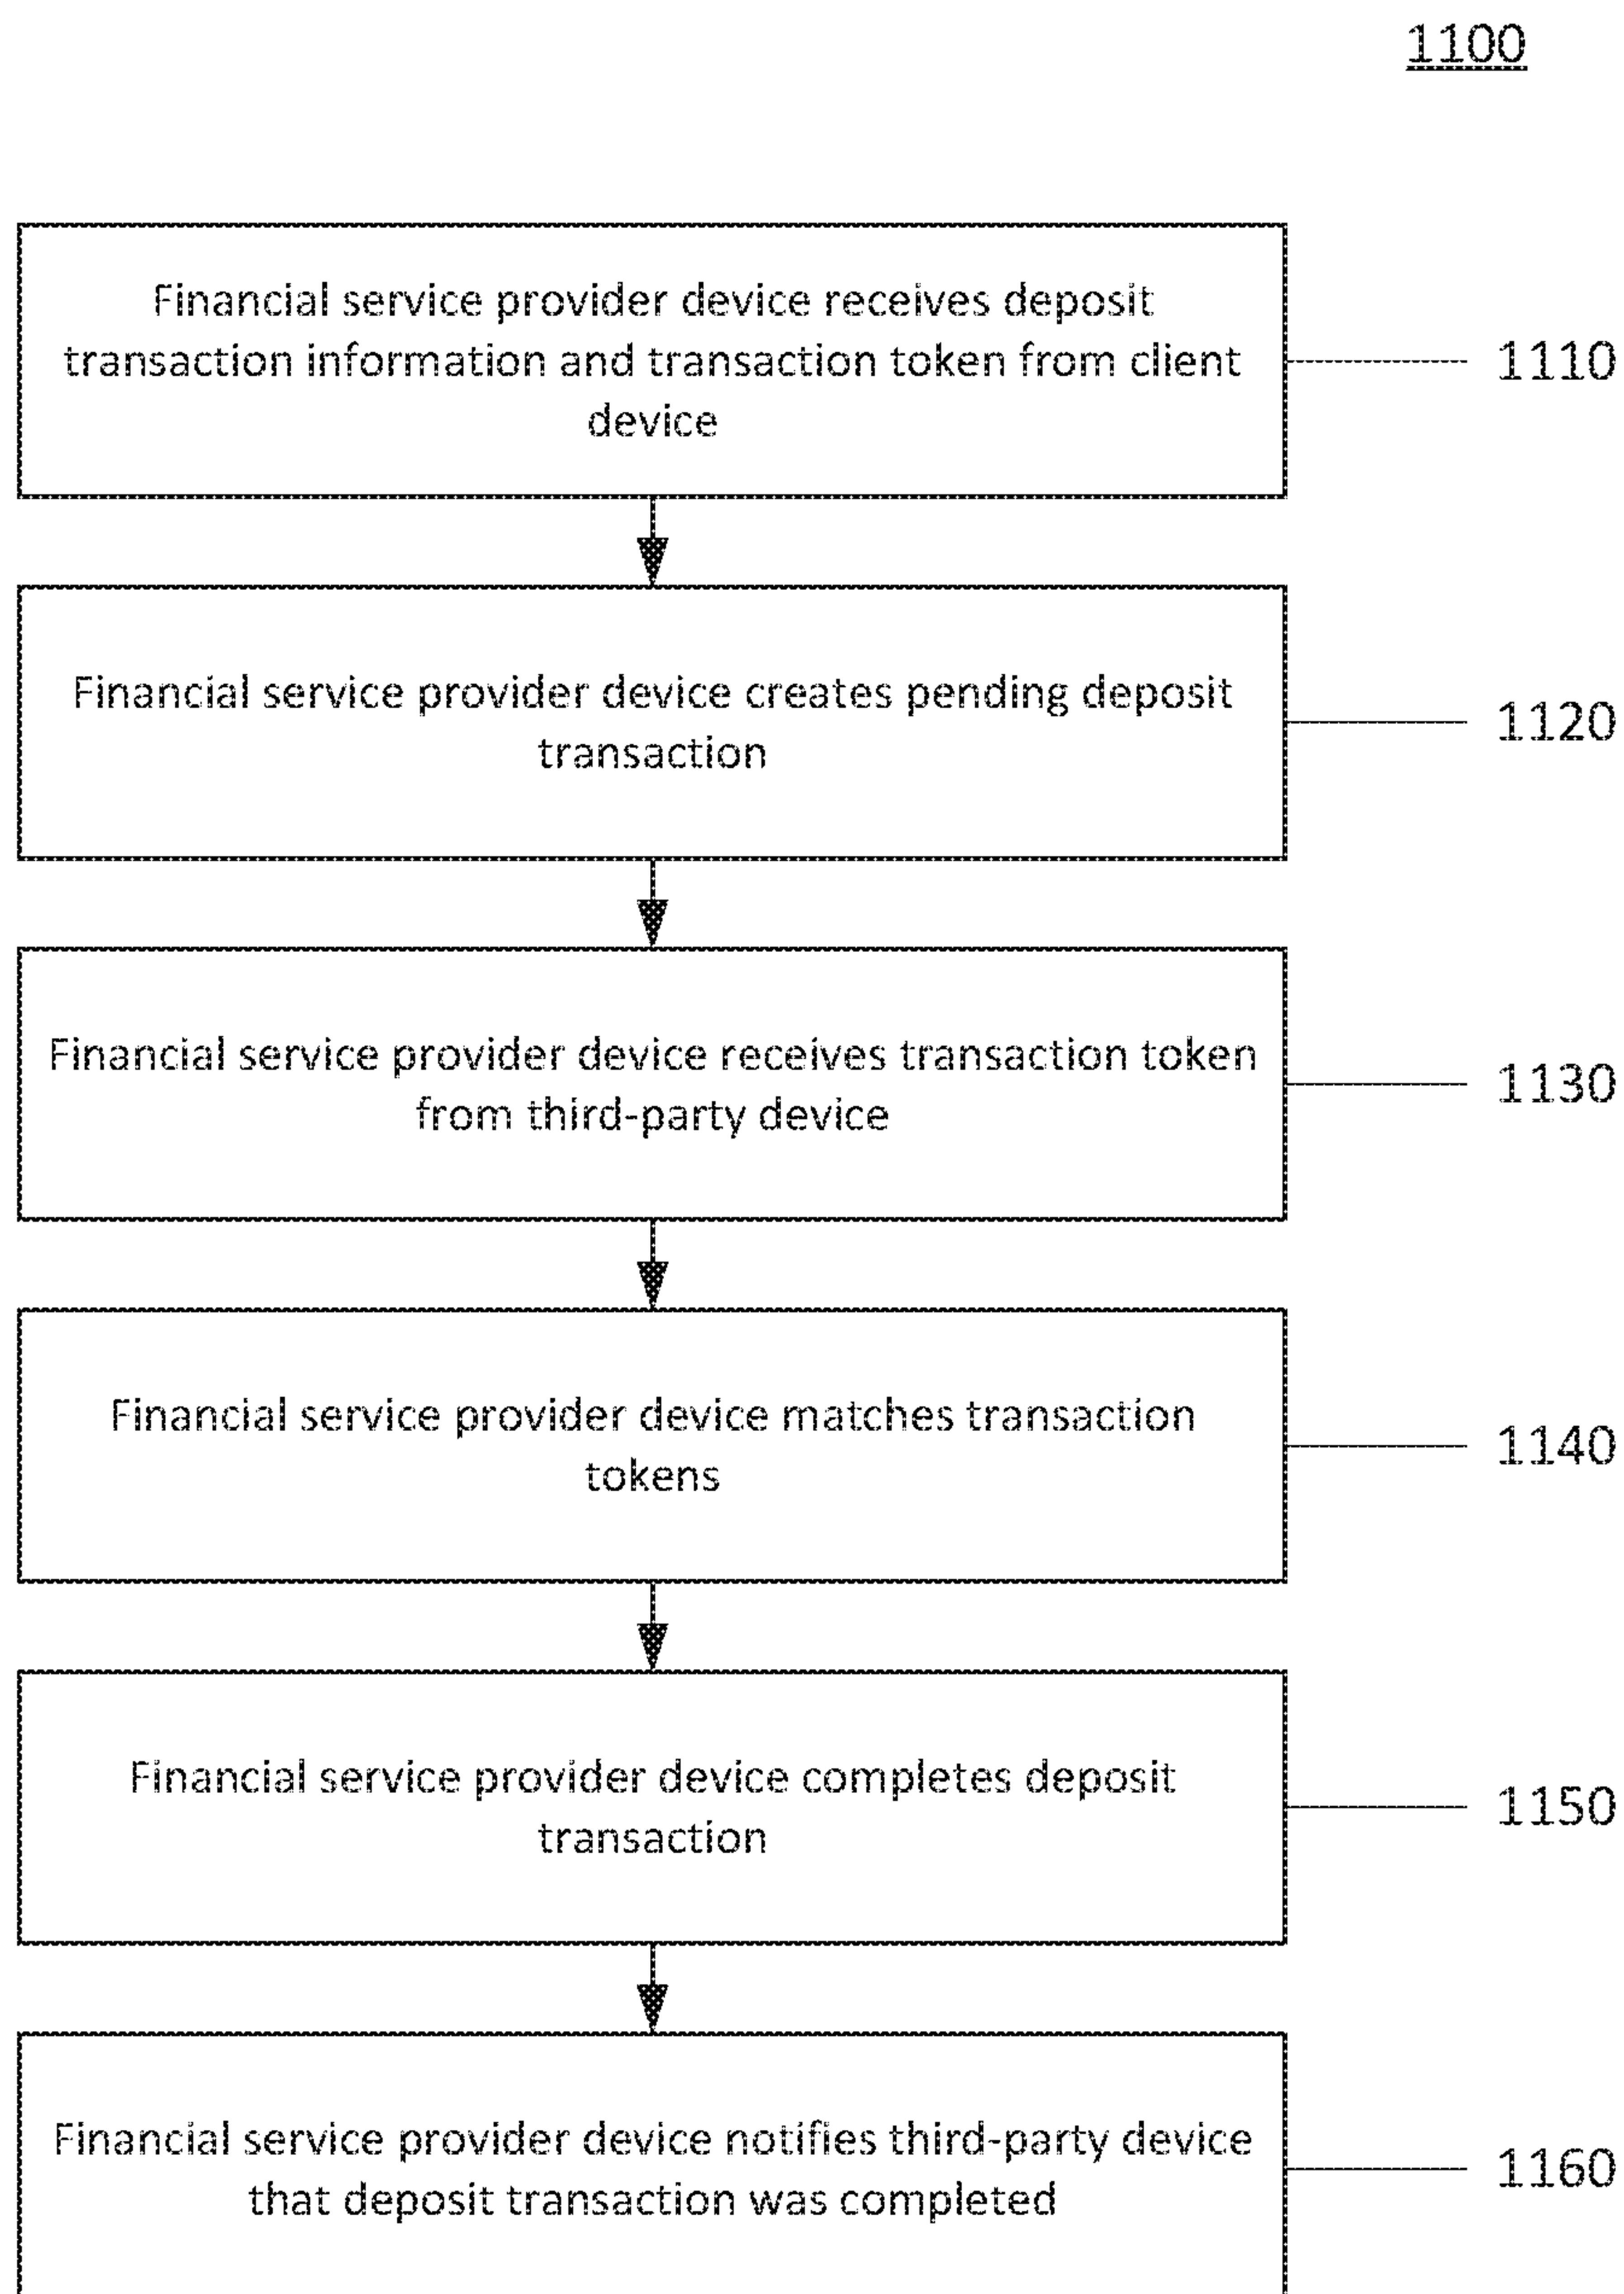 1100
Financial service provider device receives deposit
transaction information and transaction token from client
device
1110
Financial service provider device creates pending deposit
transaction
1120
Financial service provider device receives transaction token
from third-party device
1130
Financial service provider device matches transaction
tokens
1140
Financial service provider device completes deposit
transaction
1150
Financial service provider device notifies third-party device
that deposit transaction was completed
1160